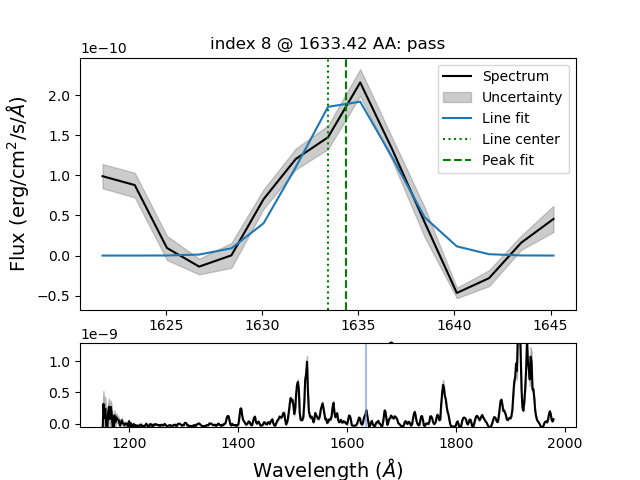 index 8 @ 1633.42 AA: pass
1e−10
Flux (erg/cm²/s/Å)
2.0
1.5
1.0
0.5
0.0
−0.5
Spectrum
Uncertainty
Line fit
Line center
Peak fit
1625 1630 1635 1640 1645
1e−9
1.0
0.5
0.0
1200 1400 1600 1800 2000
Wavelength (Å)